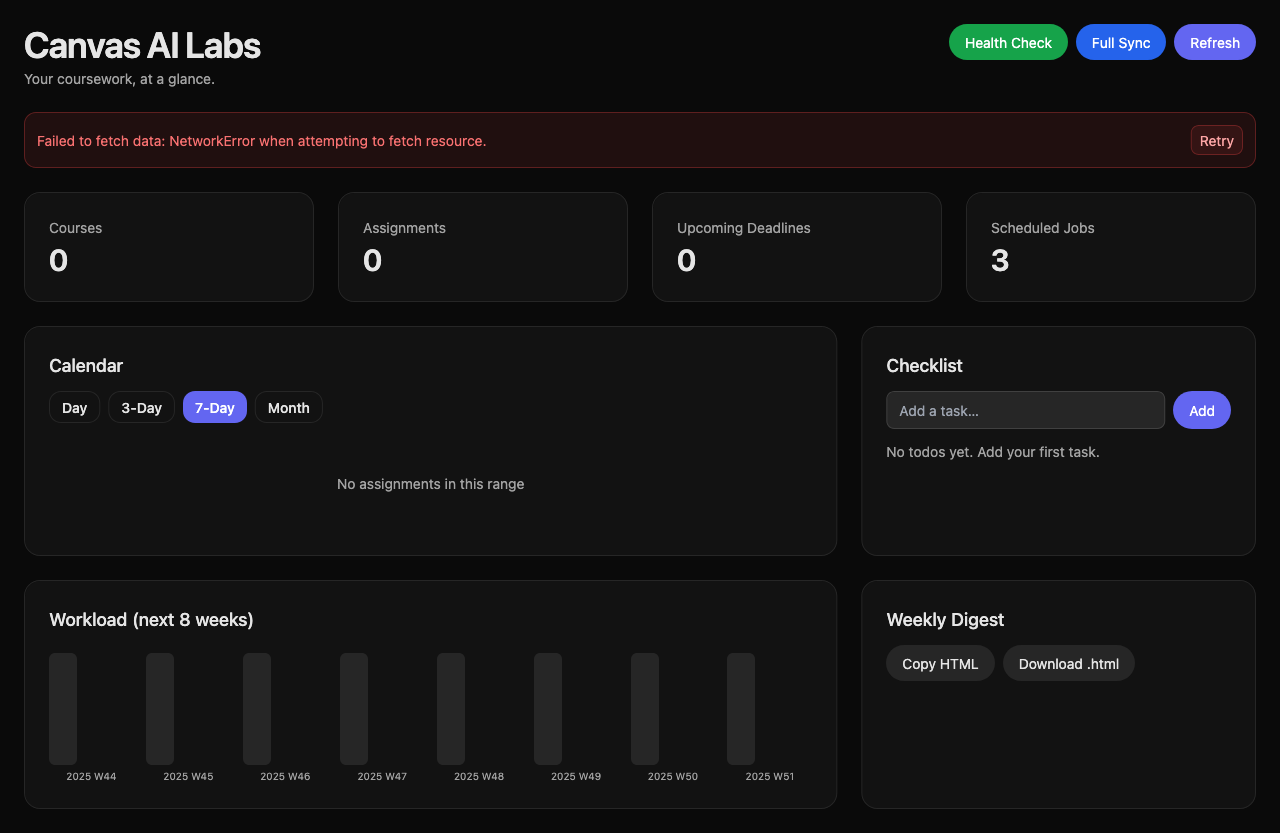 Canvas AI Labs
Your coursework, at a glance.
Health Check
Full Sync
Refresh
Failed to fetch data: NetworkError when attempting to fetch resource.
Retry
Courses
0
Assignments
0
Upcoming Deadlines
0
Scheduled Jobs
3
Calendar
Day
3-Day
7-Day
Month
No assignments in this range
Checklist
Add a task...
Add
No todos yet. Add your first task.
Workload (next 8 weeks)
2025 W44
2025 W45
2025 W46
2025 W47
2025 W48
2025 W49
2025 W50
2025 W51
Weekly Digest
Copy HTML
Download .html